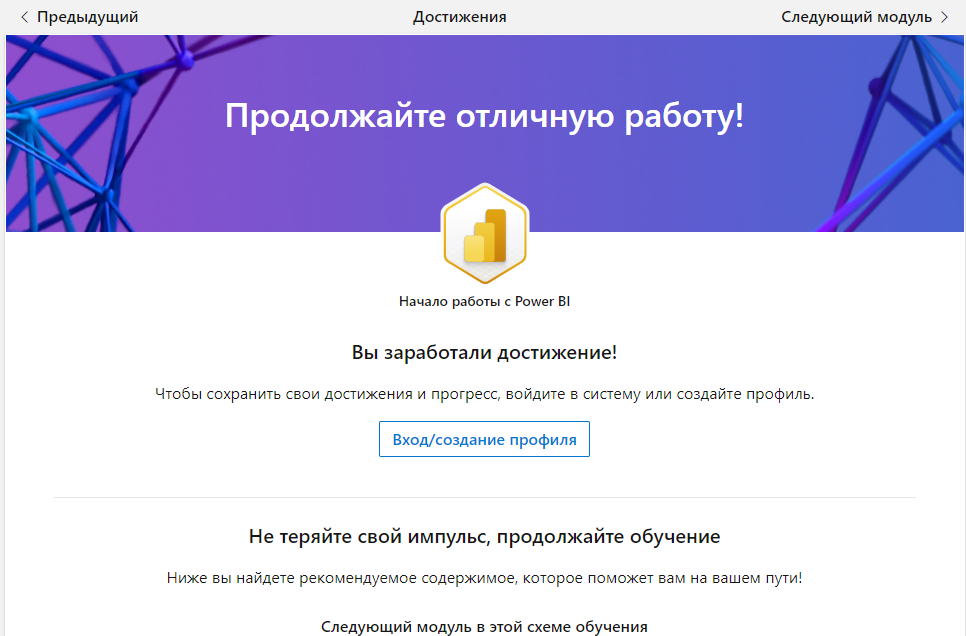 Предыдущий
Достижения
Следующий модуль
Продолжайте отличную работу!
Начало работы с Power BI
Вы заработали достижение!
Чтобы сохранить свои достижения и прогресс, войдите в систему или создайте профиль.
Вход/создание профиля
Не теряйте свой импульс, продолжайте обучение
Ниже вы найдете рекомендуемое содержимое, которое поможет вам на вашем пути!
Следующий модуль в этой схеме обучения